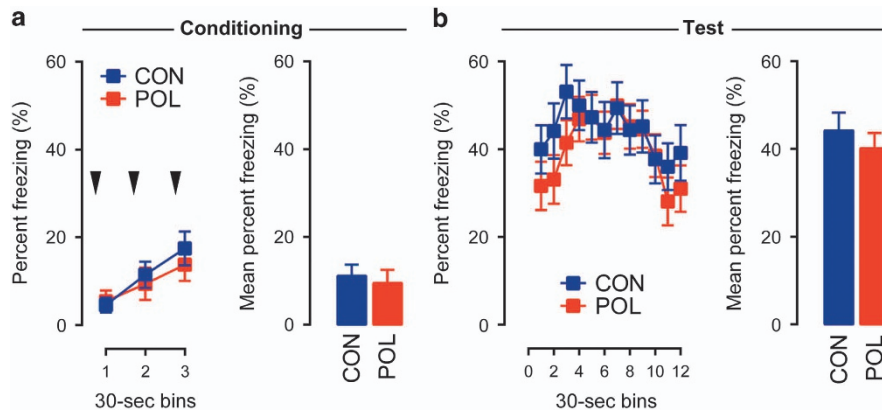 a
Conditioning
Percent freezing (%)
60
40
20
0
CON
POL
1 2 3
30-sec bins
Mean percent freezing (%)
60
40
20
0
CON
POL
b
Test
Percent freezing (%)
60
40
20
0
CON
POL
0 2 4 6 8 10 12
30-sec bins
Mean percent freezing (%)
60
40
20
0
CON
POL